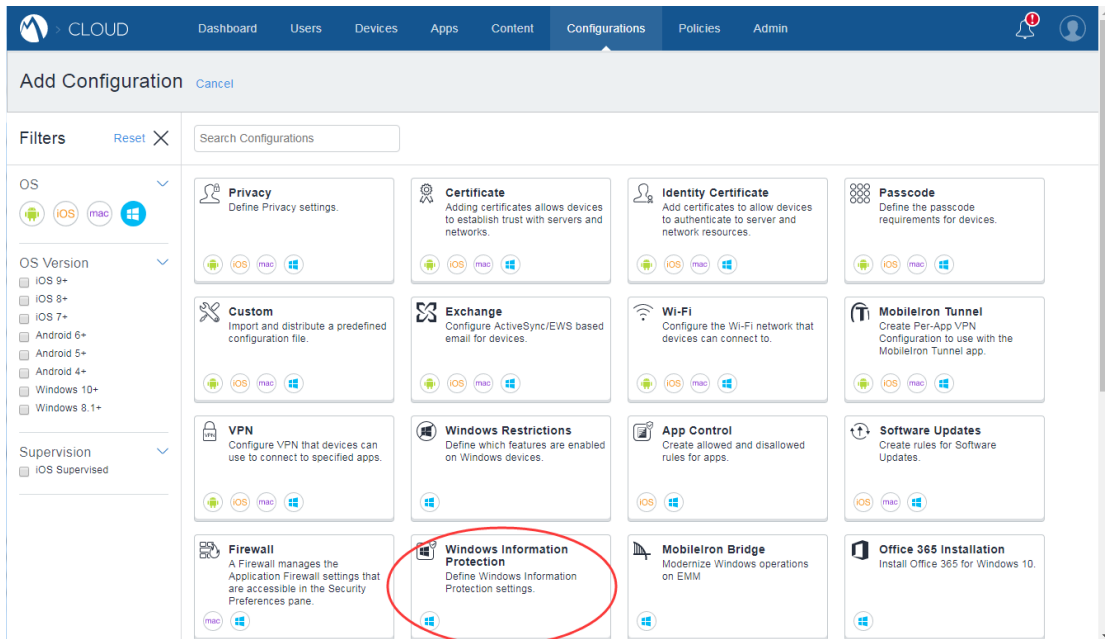 CLOUD
Dashboard Users Devices Apps Content Configurations Policies Admin
Add Configuration Cancel
Filters Reset
Search Configurations
OS
iOS mac
OS Version
iOS 9+
iOS 8+
iOS 7+
Android 6+
Android 5+
Android 4+
Windows 10+
Windows 8.1+
Supervision
iOS Supervised
Privacy
Define Privacy settings.
iOS mac
Certificate
Adding certificates allows devices
to establish trust with servers and
networks.
iOS mac
Identity Certificate
Add certificates to allow devices
to authenticate to server and
network resources.
iOS mac
Passcode
Define the passcode
requirements for devices.
iOS mac
Custom
Import and distribute a predefined
configuration file.
iOS mac
Exchange
Configure ActiveSync/EWS based
email for devices.
iOS mac
Wi-Fi
Configure the Wi-Fi network that
devices can connect to.
iOS mac
MobileIron Tunnel
Create Per-App VPN
Configuration to use with the
MobileIron Tunnel app.
iOS mac
VPN
VPN
Configure VPN that devices can
use to connect to specified apps.
iOS mac
Windows Restrictions
Define which features are enabled
on Windows devices.
App Control
Create allowed and disallowed
rules for apps.
iOS
Software Updates
Create rules for Software
Updates.
iOS mac
Firewall
A Firewall manages the
Application Firewall settings that
are accessible in the Security
Preferences pane.
mac
Windows Information
Protection
Define Windows Information
Protection settings.
MobileIron Bridge
Modernize Windows operations
on EMM
Office 365 Installation
Install Office 365 for Windows 10.